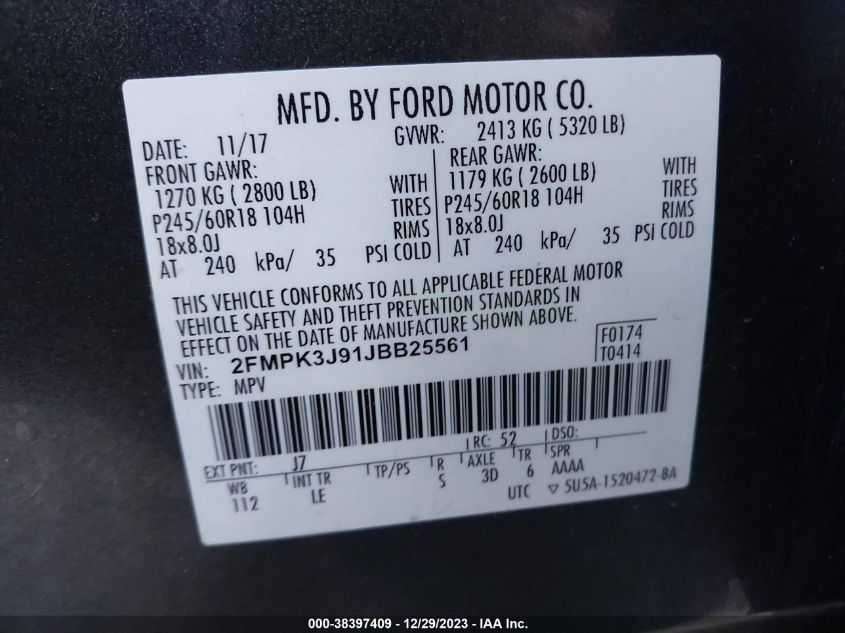 MFD. BY FORD MOTOR CO.
DATE: 11/17 GVWR: 2413 KG ( 5320 LB)
FRONT GAWR: REAR GAWR:
1270 KG ( 2800 LB) WITH 1179 KG ( 2600 LB) WITH
P245/60R18 104H TIRES P245/60R18 104H TIRES
18x8.0J RIMS 18x8.0J RIMS
AT 240 kPa/ 35 PSI COLD AT 240 kPa/ 35 PSI COLD
THIS VEHICLE CONFORMS TO ALL APPLICABLE FEDERAL MOTOR
VEHICLE SAFETY AND THEFT PREVENTION STANDARDS IN
EFFECT ON THE DATE OF MANUFACTURE SHOWN ABOVE.
VIN: 2FMPK3J91JBB25561 F0174
TYPE: MPV T0414
EXT PNT: J7 RC: 52 DSO:
WB INT TR TP/PS R AXLE TR SPR
112 LE S 3D 6 AAAA
UTC ▽ 5U5A-1520472-BA
000-38397409 - 12/29/2023 - IAA Inc.